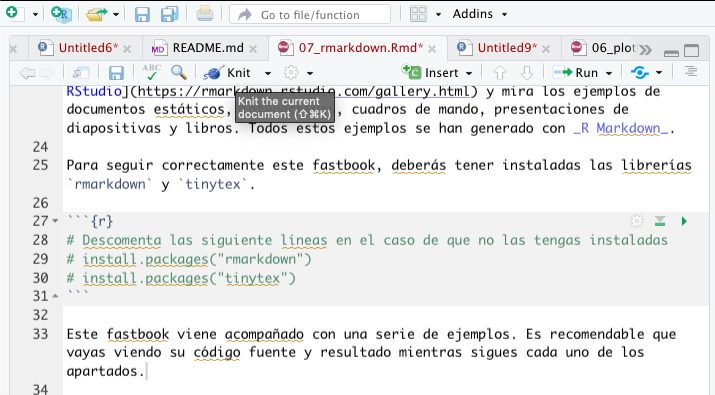 Go to file/function
Addins
Untitled6*
README.md
07_rmarkdown.Rmd*
Untitled9*
06_plot
ABC
Knit
Insert
Run
RStudio](https://rmarkdown.rstudio.com/gallery.html) y mira los ejemplos de
documentos estáticos, , cuadros de mando, presentaciones de
Knit the current
document (⇧⌘K)
diapositivas y libros. Todos estos ejemplos se han generado con _R Markdown_.
24
25 Para seguir correctamente este fastbook, deberás tener instaladas las librerías
`rmarkdown` y `tinytex`.
26
27 ```{r}
28 # Descomenta las siguiente líneas en el caso de que no las tengas instaladas
29 # install.packages("rmarkdown")
30 # install.packages("tinytex")
31 ```
32
33 Este fastbook viene acompañado con una serie de ejemplos. Es recomendable que
vayas viendo su código fuente y resultado mientras sigues cada uno de los
apartados.
34